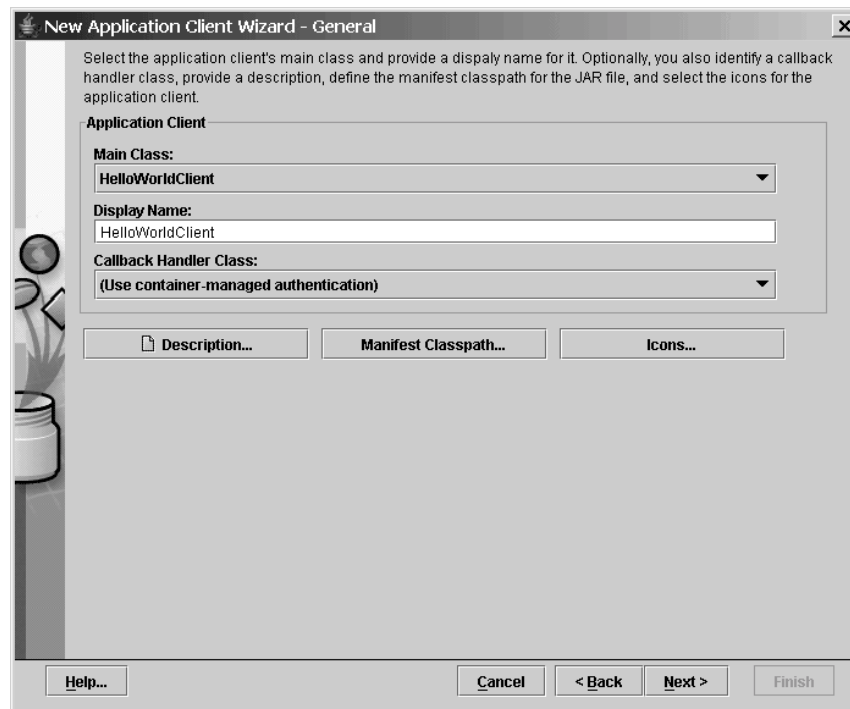 New Application Client Wizard - General
Select the application client's main class and provide a dispaly name for it. Optionally, you also identify a callback
handler class, provide a description, define the manifest classpath for the JAR file, and select the icons for the
application client.
Application Client
Main Class:
HelloWorldClient
Display Name:
HelloWorldClient
Callback Handler Class:
(Use container-managed authentication)
Description... Manifest Classpath... Icons...
Help... Cancel < Back Next > Finish